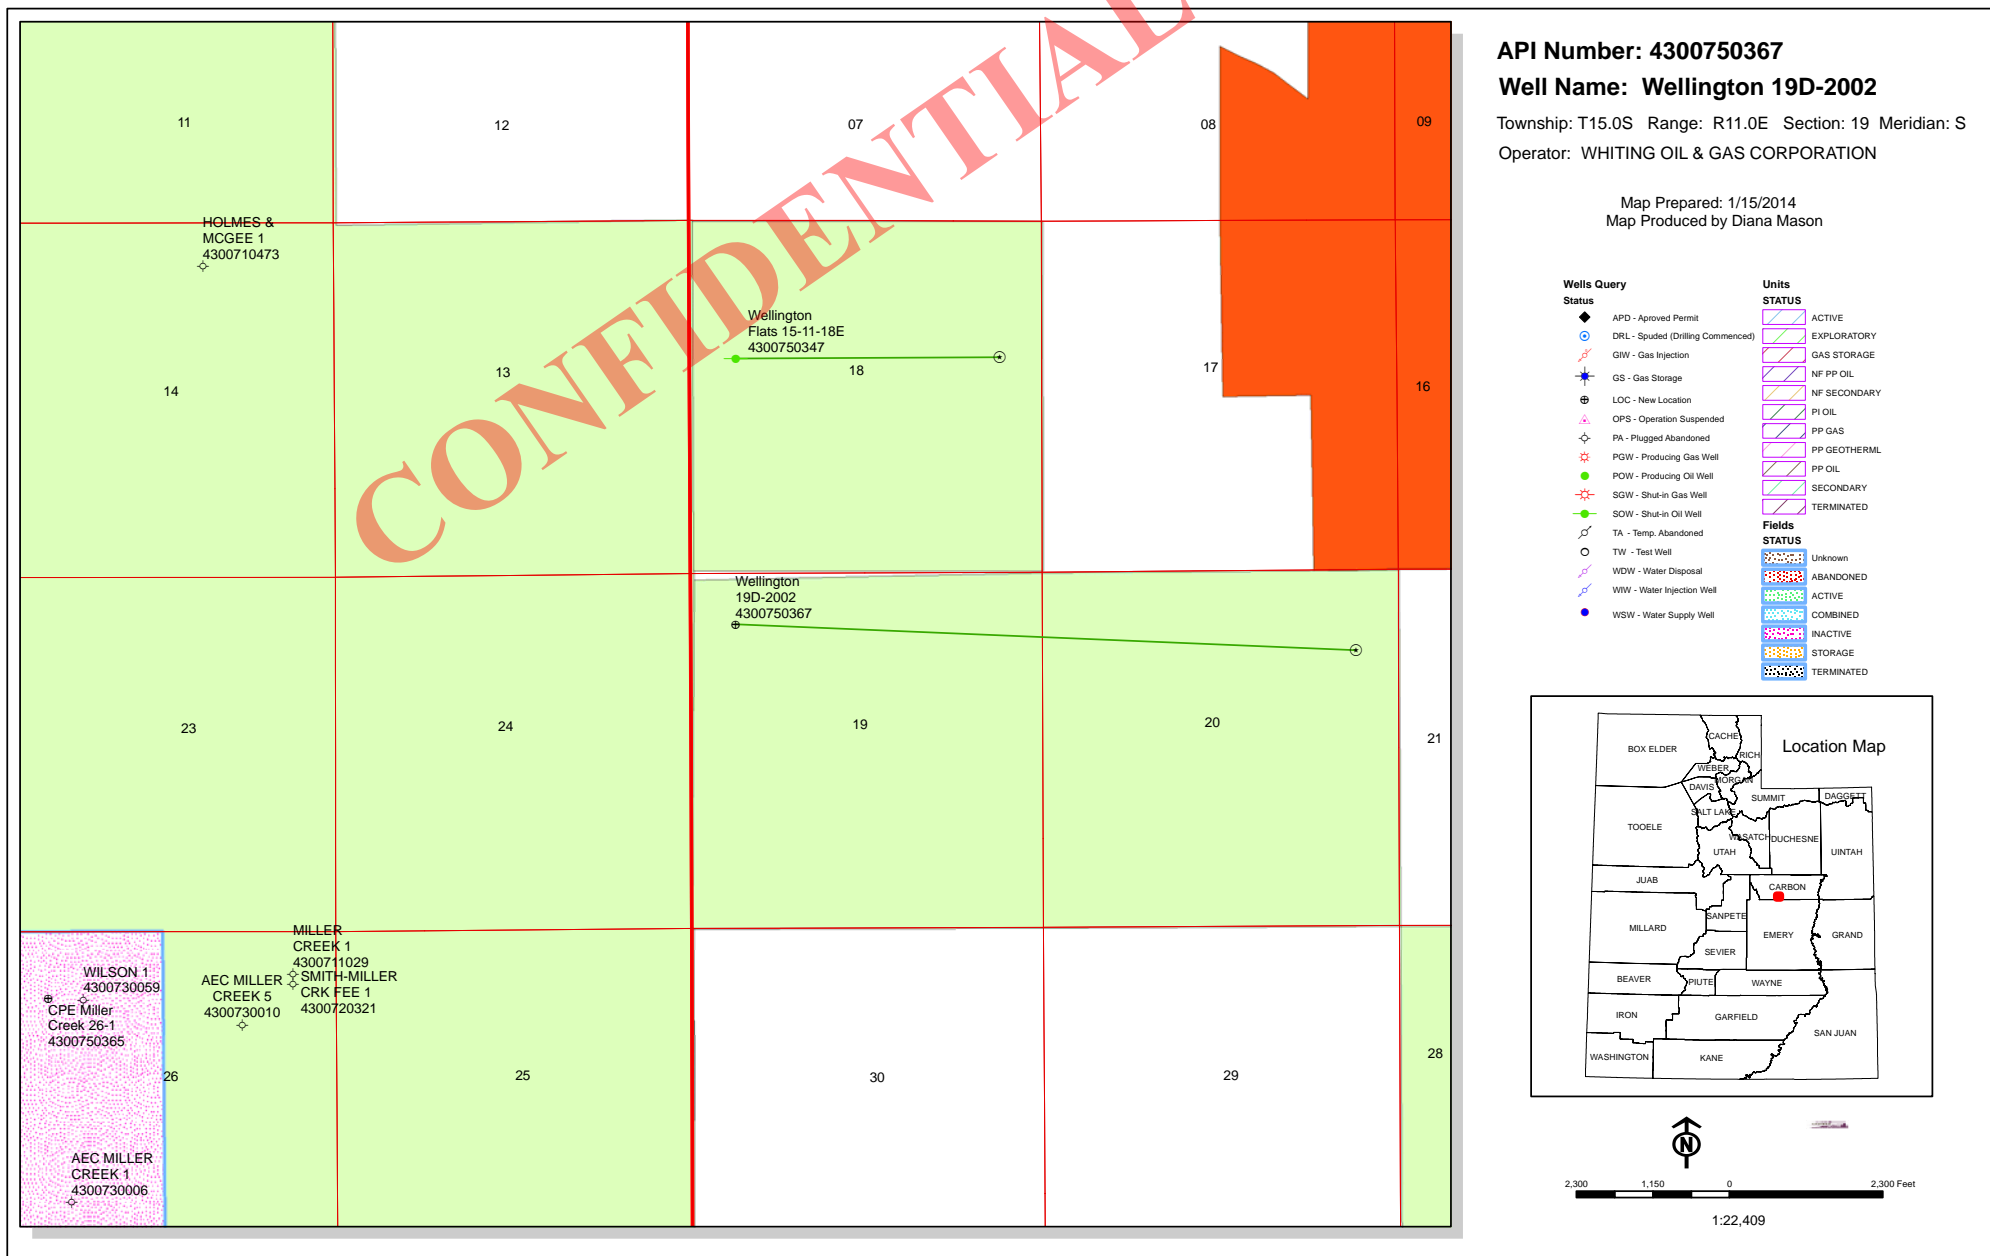 CONFIDENTIAL
API Number: 4300750367
Well Name: Wellington 19D-2002
Township: T15.0S Range: R11.0E Section: 19 Meridian: S
Operator: WHITING OIL & GAS CORPORATION
Map Prepared: 1/15/2014
Map Produced by Diana Mason
11
12
07
08
09
HOLMES &
MCGEE 1
4300710473
Wellington
Flats 15-11-18E
4300750347
14
13
18
17
16
Wellington
19D-2002
4300750367
23
24
19
20
21
MILLER
CREEK 1
4300711029
SMITH-MILLER
CRK FEE 1
4300720321
AEC MILLER
CREEK 5
4300730010
WILSON 1
4300730059
CPE Miller
Creek 26-1
4300750365
26
25
30
29
28
AEC MILLER
CREEK 1
4300730006
Wells Query
Status
APD - Aproved Permit
DRL - Spuded (Drilling Commenced)
GIW - Gas Injection
GS - Gas Storage
LOC - New Location
OPS - Operation Suspended
PA - Plugged Abandoned
PGW - Producing Gas Well
POW - Producing Oil Well
SGW - Shut-in Gas Well
SOW - Shut-in Oil Well
TA - Temp. Abandoned
TW - Test Well
WDW - Water Disposal
WIW - Water Injection Well
WSW - Water Supply Well
Units
STATUS
ACTIVE
EXPLORATORY
GAS STORAGE
NF PP OIL
NF SECONDARY
PI OIL
PP GAS
PP GEOTHERML
PP OIL
SECONDARY
TERMINATED
Fields
STATUS
Unknown
ABANDONED
ACTIVE
COMBINED
INACTIVE
STORAGE
TERMINATED
Location Map
BOX ELDER
CACHE
RICH
WEBER
MORGAN
DAVIS
SUMMIT
DAGGETT
SALT LAKE
TOOELE
WASATCH
DUCHESNE
UTAH
UINTAH
JUAB
CARBON
SANPETE
MILLARD
EMERY
GRAND
SEVIER
BEAVER
PIUTE
WAYNE
IRON
GARFIELD
SAN JUAN
WASHINGTON
KANE
N
2,300 1,150 0 2,300 Feet
1:22,409